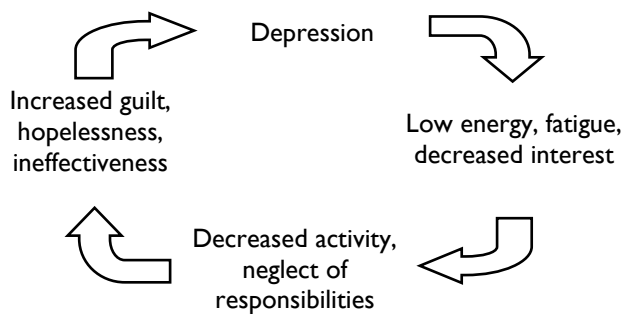 Depression
Low energy, fatigue,
decreased interest
Decreased activity,
neglect of
responsibilities
Increased guilt,
hopelessness,
ineffectiveness